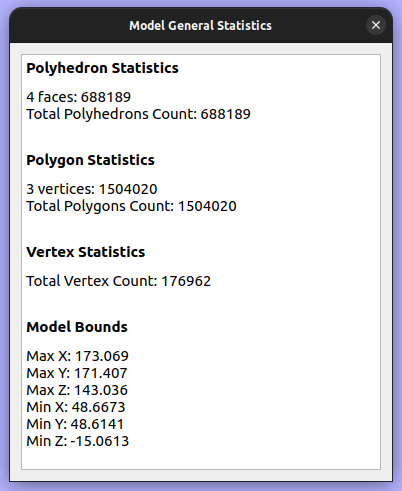 Model General Statistics
Polyhedron Statistics
4 faces: 688189
Total Polyhedrons Count: 688189
Polygon Statistics
3 vertices: 1504020
Total Polygons Count: 1504020
Vertex Statistics
Total Vertex Count: 176962
Model Bounds
Max X: 173.069
Max Y: 171.407
Max Z: 143.036
Min X: 48.6673
Min Y: 48.6141
Min Z: -15.0613